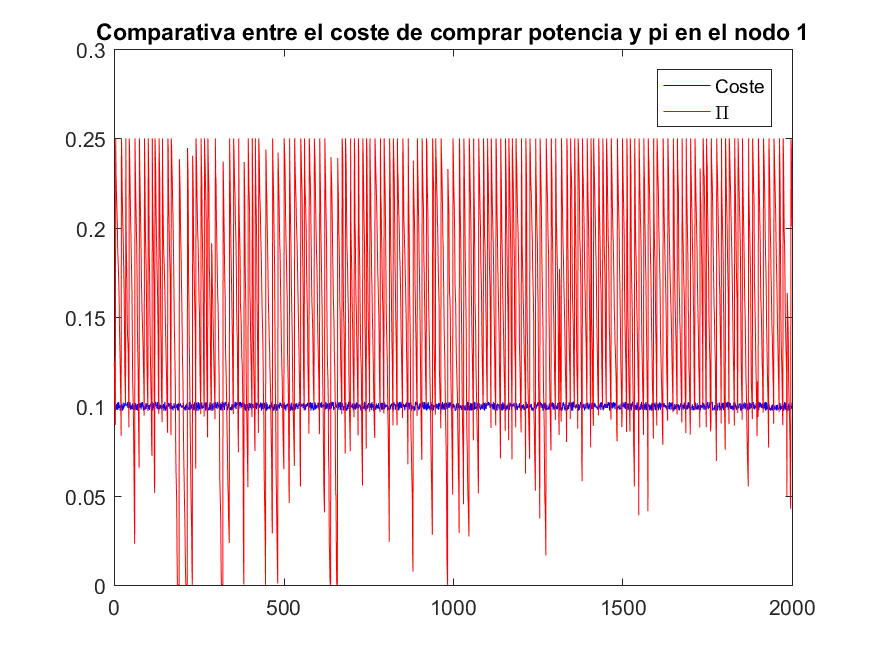 Comparativa entre el coste de comprar potencia y pi en el nodo 1
0.3
0.25
0.2
0.15
0.1
0.05
0
0 500 1000 1500 2000
Coste
Π